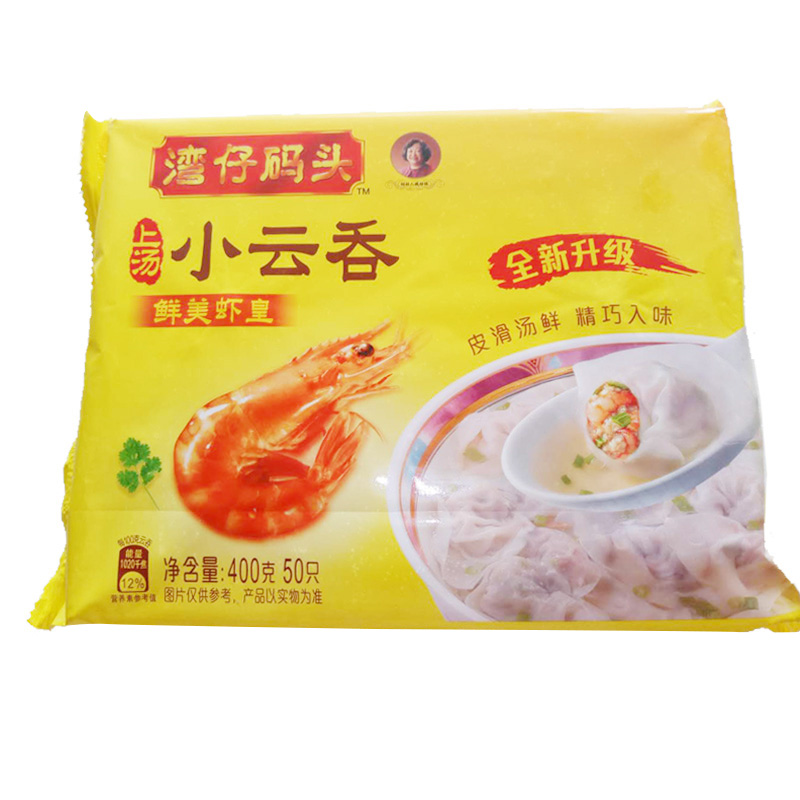 湾仔码头
TM
上汤
小云吞
鲜美虾皇
全新升级
皮滑汤鲜 精巧入味
每100克云吞
能量
1020千焦
12%
营养素参考值
净含量:400克 50只
图片仅供参考,产品以实物为准